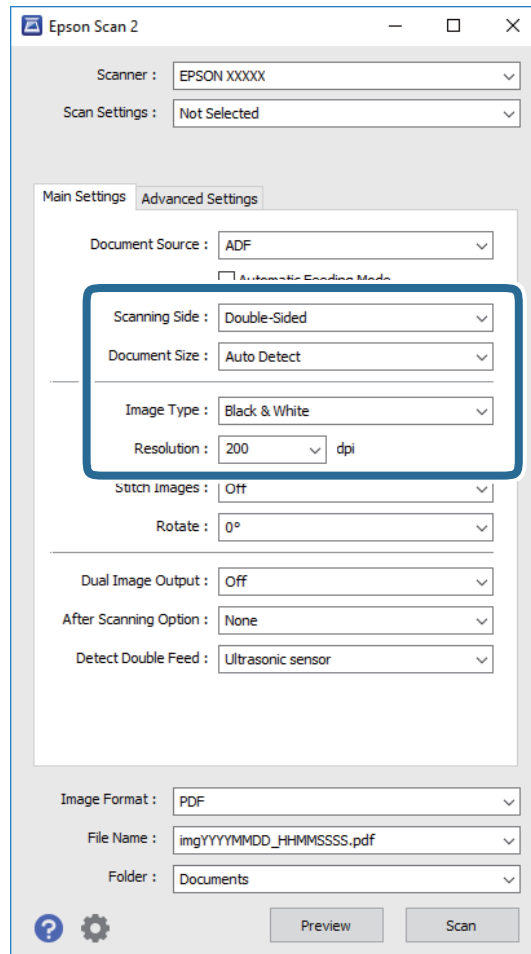 Epson Scan 2
Scanner : EPSON XXXXX
Scan Settings : Not Selected
Main Settings Advanced Settings
Document Source : ADF
Automatic Feeding Mode
Scanning Side : Double-Sided
Document Size : Auto Detect
Image Type : Black & White
Resolution : 200 dpi
Stitch Images : Off
Rotate : 0°
Dual Image Output : Off
After Scanning Option : None
Detect Double Feed : Ultrasonic sensor
Image Format : PDF
File Name : imgYYYYMMDD_HHMMSSSS.pdf
Folder : Documents
? Preview Scan